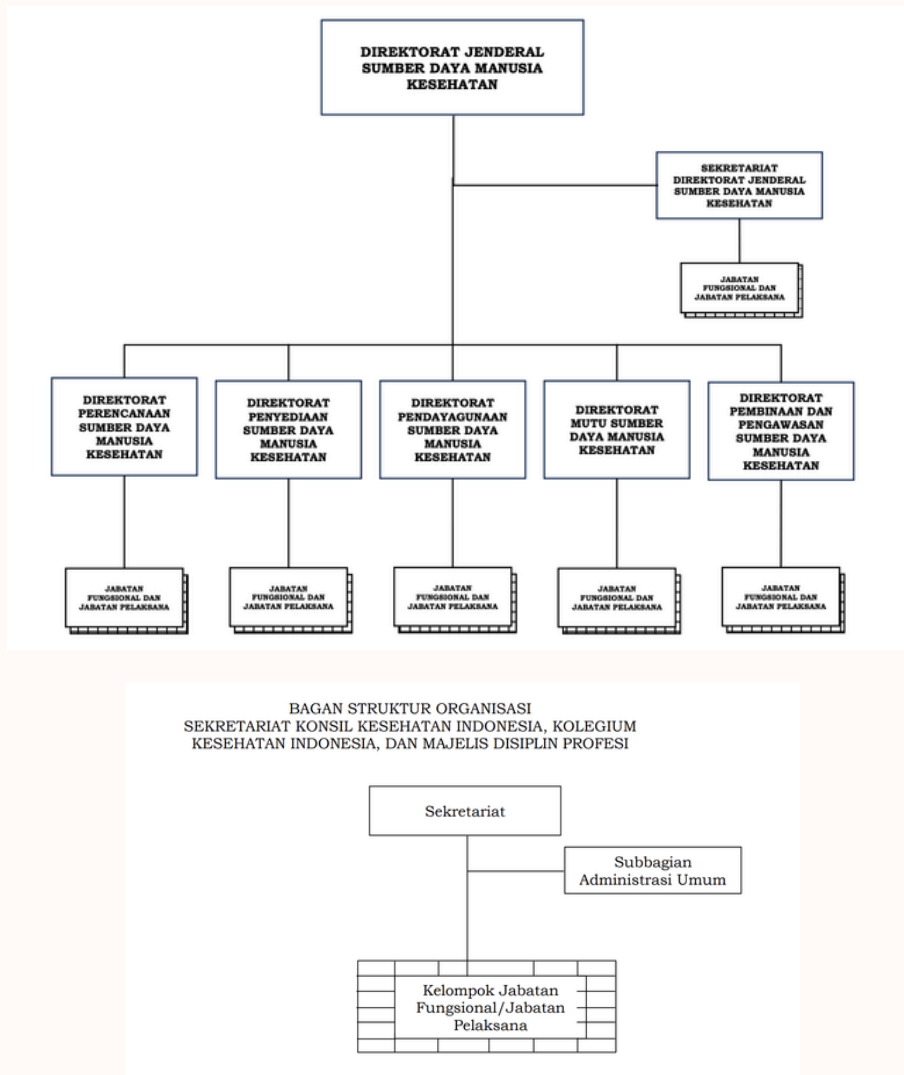 DIREKTORAT JENDERAL
SUMBER DAYA MANUSIA
KESEHATAN
SEKRETARIAT
DIREKTORAT JENDERAL
SUMBER DAYA MANUSIA
KESEHATAN
JABATAN
FUNGSIONAL DAN
JABATAN PELAKSANA
DIREKTORAT
PERENCANAAN
SUMBER DAYA
MANUSIA
KESEHATAN
DIREKTORAT
PENYEDIAAN
SUMBER DAYA
MANUSIA
KESEHATAN
DIREKTORAT
PENDAYAGUNAAN
SUMBER DAYA
MANUSIA
KESEHATAN
DIREKTORAT
MUTU SUMBER
DAYA MANUSIA
KESEHATAN
DIREKTORAT
PEMBINAAN DAN
PENGAWASAN
SUMBER DAYA
MANUSIA
KESEHATAN
JABATAN
FUNGSIONAL DAN
JABATAN PELAKSANA
JABATAN
FUNGSIONAL DAN
JABATAN PELAKSANA
JABATAN
FUNGSIONAL DAN
JABATAN PELAKSANA
JABATAN
FUNGSIONAL DAN
JABATAN PELAKSANA
JABATAN
FUNGSIONAL DAN
JABATAN PELAKSANA
BAGAN STRUKTUR ORGANISASI
SEKRETARIAT KONSIL KESEHATAN INDONESIA, KOLEGIUM
KESEHATAN INDONESIA, DAN MAJELIS DISIPLIN PROFESI
Sekretariat
Subbagian
Administrasi Umum
Kelompok Jabatan
Fungsional/Jabatan
Pelaksana